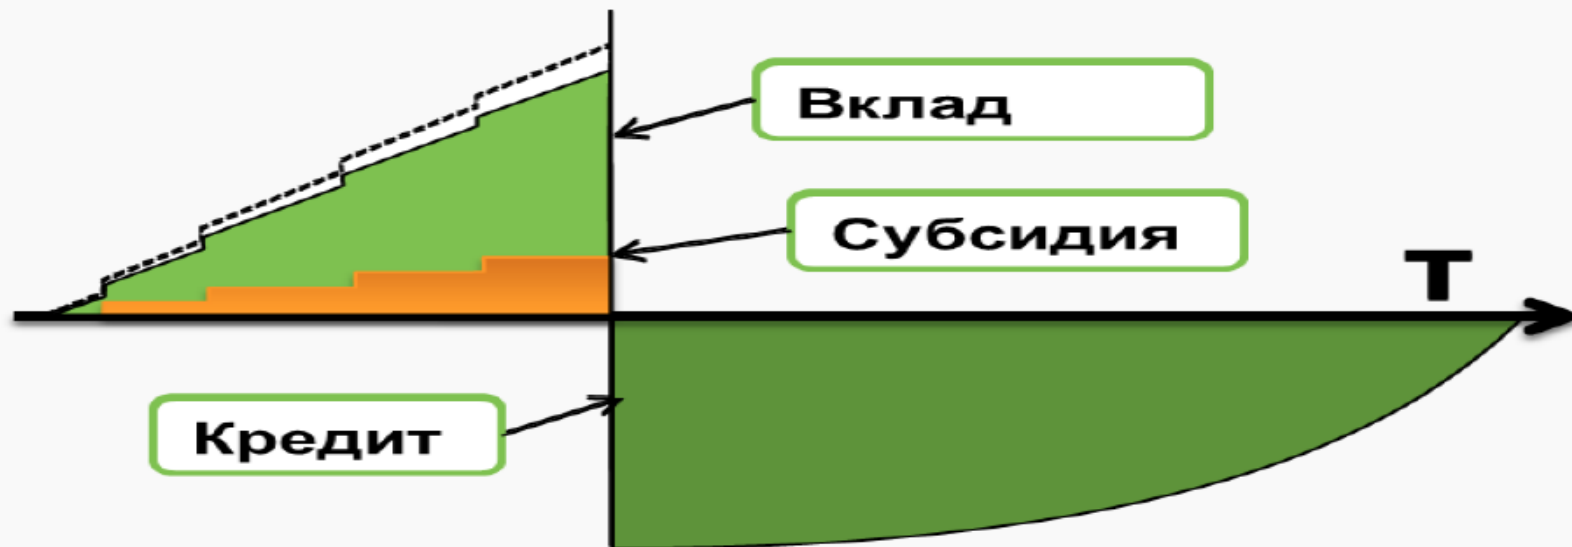 Вклад
Субсидия
Т
Кредит